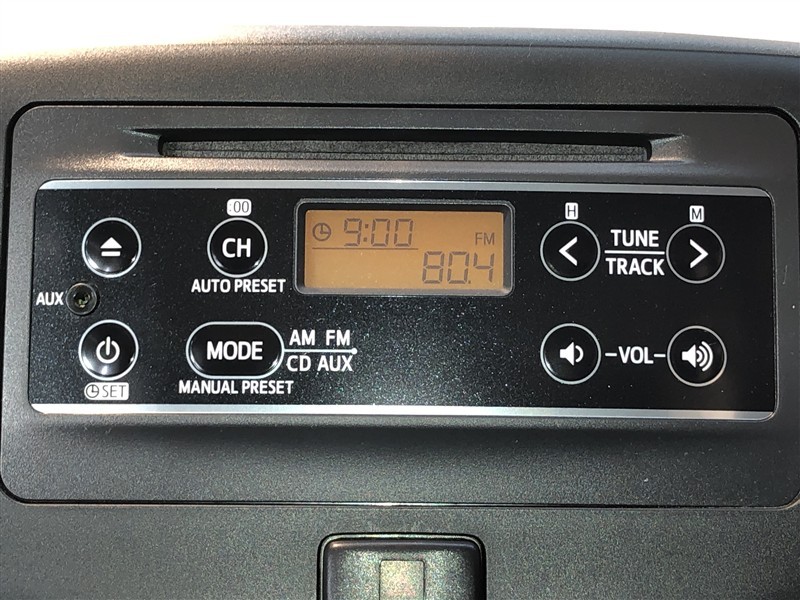 :00
CH
AUTO PRESET
9:00
FM
80.4
H
M
TUNE
TRACK
AUX
MODE
AM FM
CD AUX
MANUAL PRESET
SET
-VOL-